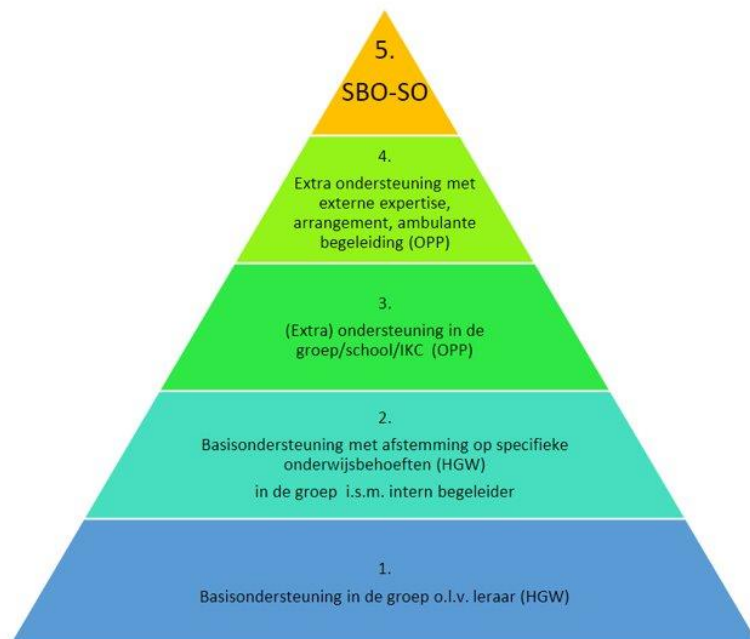 5.
SBO-SO
4.
Extra ondersteuning met
externe expertise,
arrangement, ambulante
begeleiding (OPP)
3.
(Extra) ondersteuning in de
groep/school/IKC (OPP)
2.
Basisondersteuning met afstemming op specifieke
onderwijsbehoeften (HGW)
in de groep i.s.m. intern begeleider
1.
Basisondersteuning in de groep o.l.v. leraar (HGW)